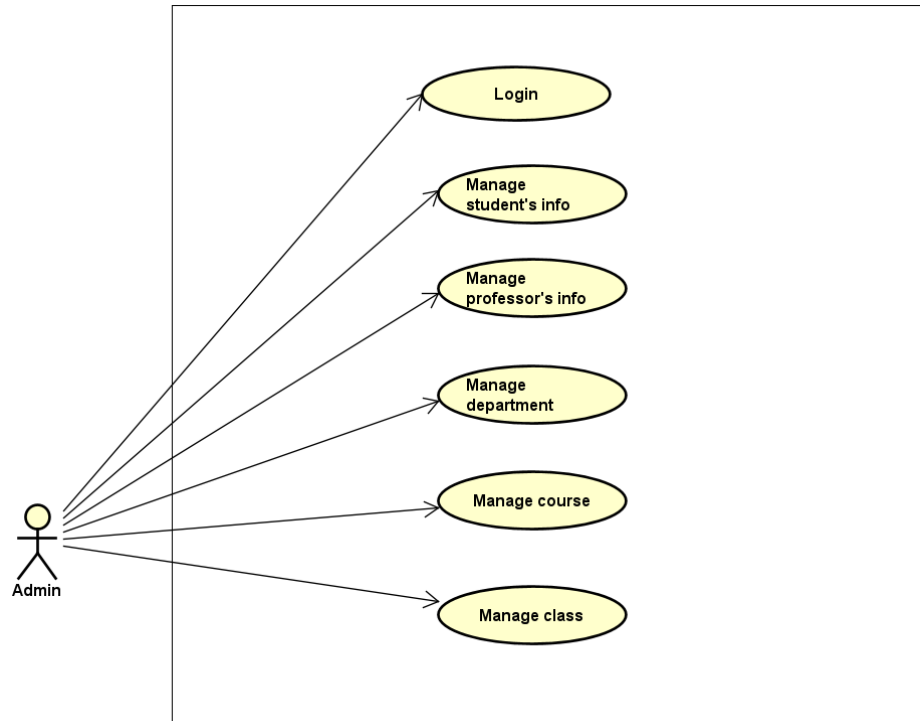 Login
Manage
student's info
Manage
professor's info
Manage
department
Manage course
Admin
Manage class